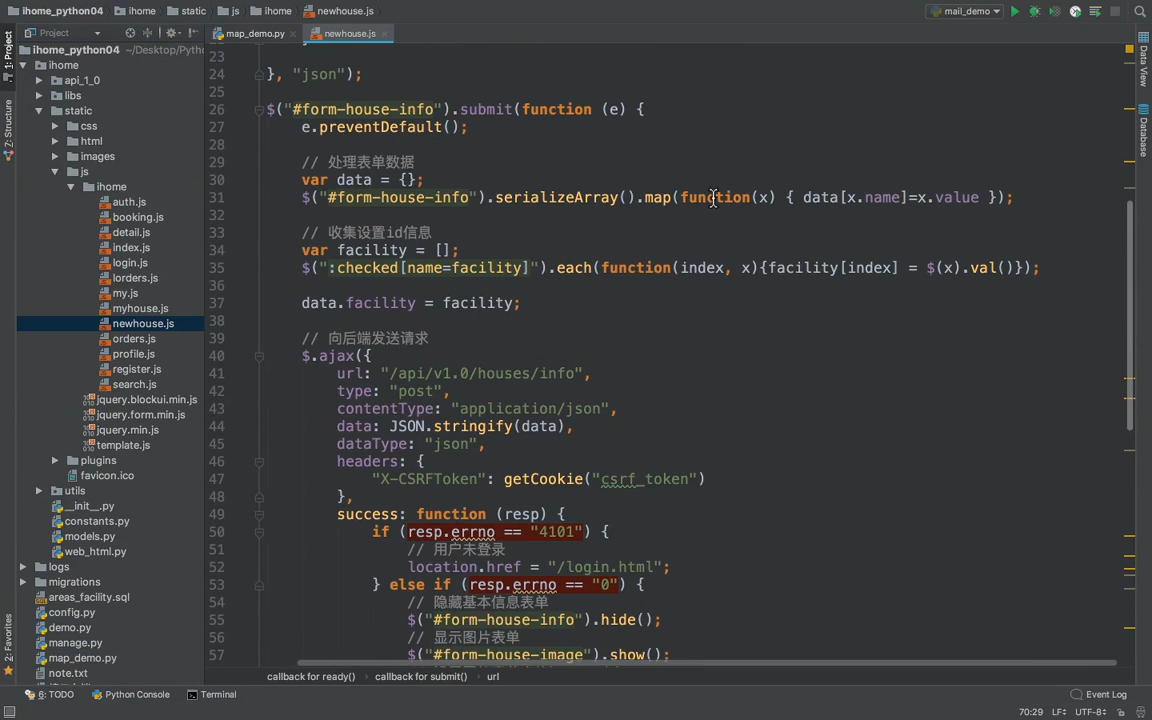 ihome_python04 ihome static js ihome newhouse.js mail_demo
Project map_demo.py newhouse.js
ihome_python04 ~/Desktop/Pytho
ihome
api_1_0
libs
static
css
html
images
js
ihome
auth.js
booking.js
detail.js
index.js
login.js
lorders.js
my.js
myhouse.js
newhouse.js
orders.js
profile.js
register.js
search.js
jquery.blockui.min.js
jquery.form.min.js
jquery.min.js
template.js
plugins
favicon.ico
utils
__init__.py
constants.py
models.py
web_html.py
logs
migrations
areas_facility.sql
config.py
demo.py
manage.py
map_demo.py
note.txt
1: Project
7: Structure
2: Favorites
23
24 }, "json");
25
26 $("#form-house-info").submit(function (e) {
27 e.preventDefault();
28
29 // 处理表单数据
30 var data = {};
31 $("#form-house-info").serializeArray().map(function(x) { data[x.name]=x.value });
32
33 // 收集设置id信息
34 var facility = [];
35 $(":checked[name=facility]").each(function(index, x){facility[index] = $(x).val()});
36
37 data.facility = facility;
38
39 // 向后端发送请求
40 $.ajax({
41 url: "/api/v1.0/houses/info",
42 type: "post",
43 contentType: "application/json",
44 data: JSON.stringify(data),
45 dataType: "json",
46 headers: {
47 "X-CSRFToken": getCookie("csrf_token")
48 },
49 success: function (resp) {
50 if (resp.errno == "4101") {
51 // 用户未登录
52 location.href = "/login.html";
53 } else if (resp.errno == "0") {
54 // 隐藏基本信息表单
55 $("#form-house-info").hide();
56 // 显示图片表单
57 $("#form-house-image").show();
Data View
Database
callback for ready() callback for submit() url
6: TODO Python Console Terminal Event Log
70:29 LF÷ UTF-8÷